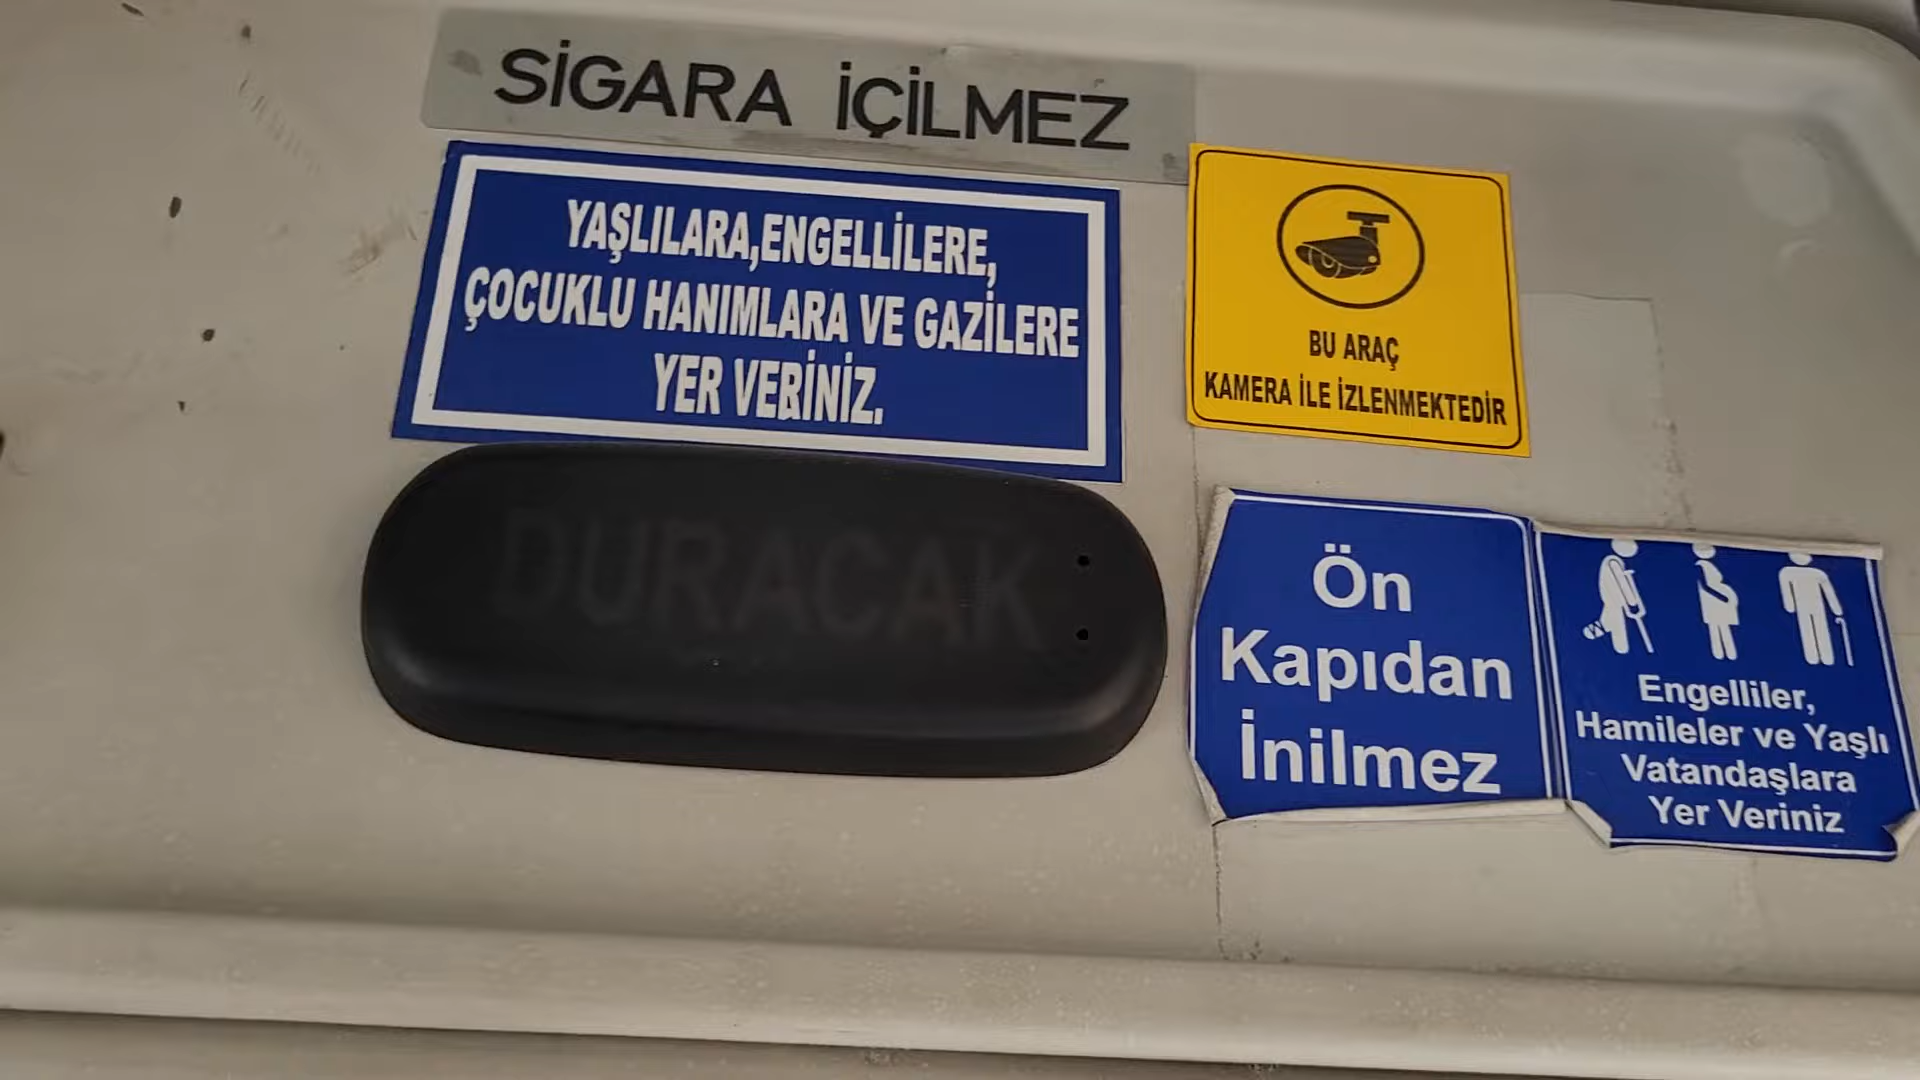 SİGARA İÇİLMEZ
YAŞLILARA,ENGELLİLERE,
ÇOCUKLU HANIMLARA VE GAZİLERE
YER VERİNİZ.
BU ARAÇ
KAMERA İLE İZLENMEKTEDİR
DURACAK
Ön
Kapıdan
İnilmez
Engelliler,
Hamileler ve Yaşlı
Vatandaşlara
Yer Veriniz